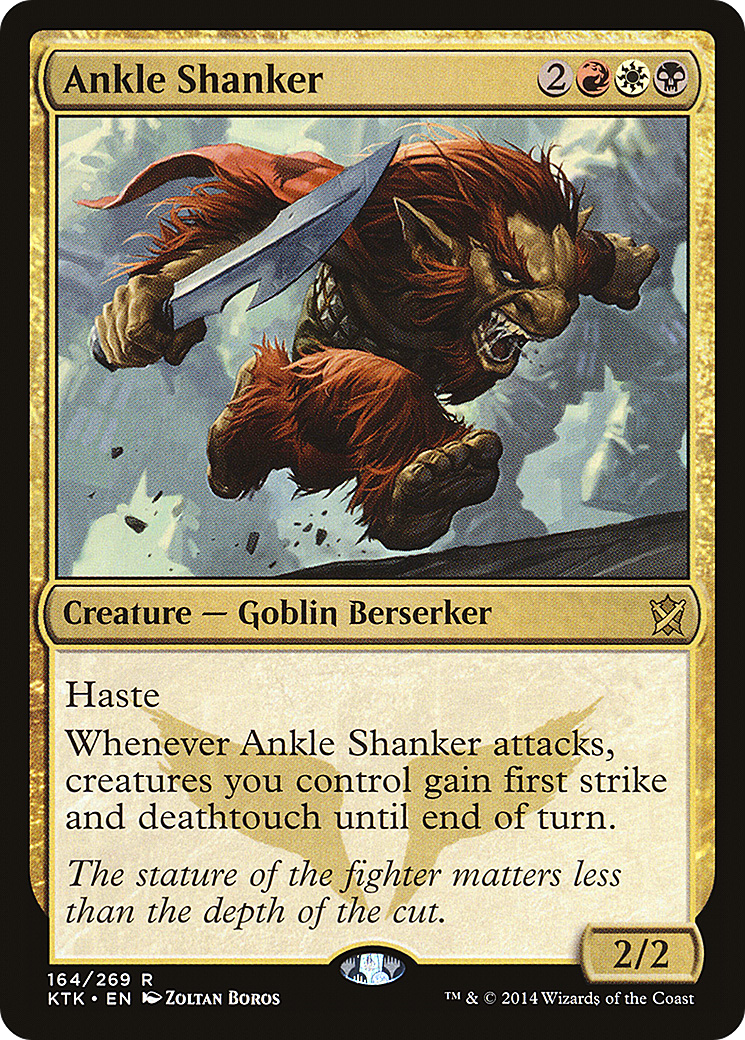 Ankle Shanker 2
Creature — Goblin Berserker
Haste
Whenever Ankle Shanker attacks,
creatures you control gain first strike
and deathtouch until end of turn.
The stature of the fighter matters less
than the depth of the cut.
2/2
164/269 R
KTK • EN Zoltan Boros
™ & © 2014 Wizards of the Coast